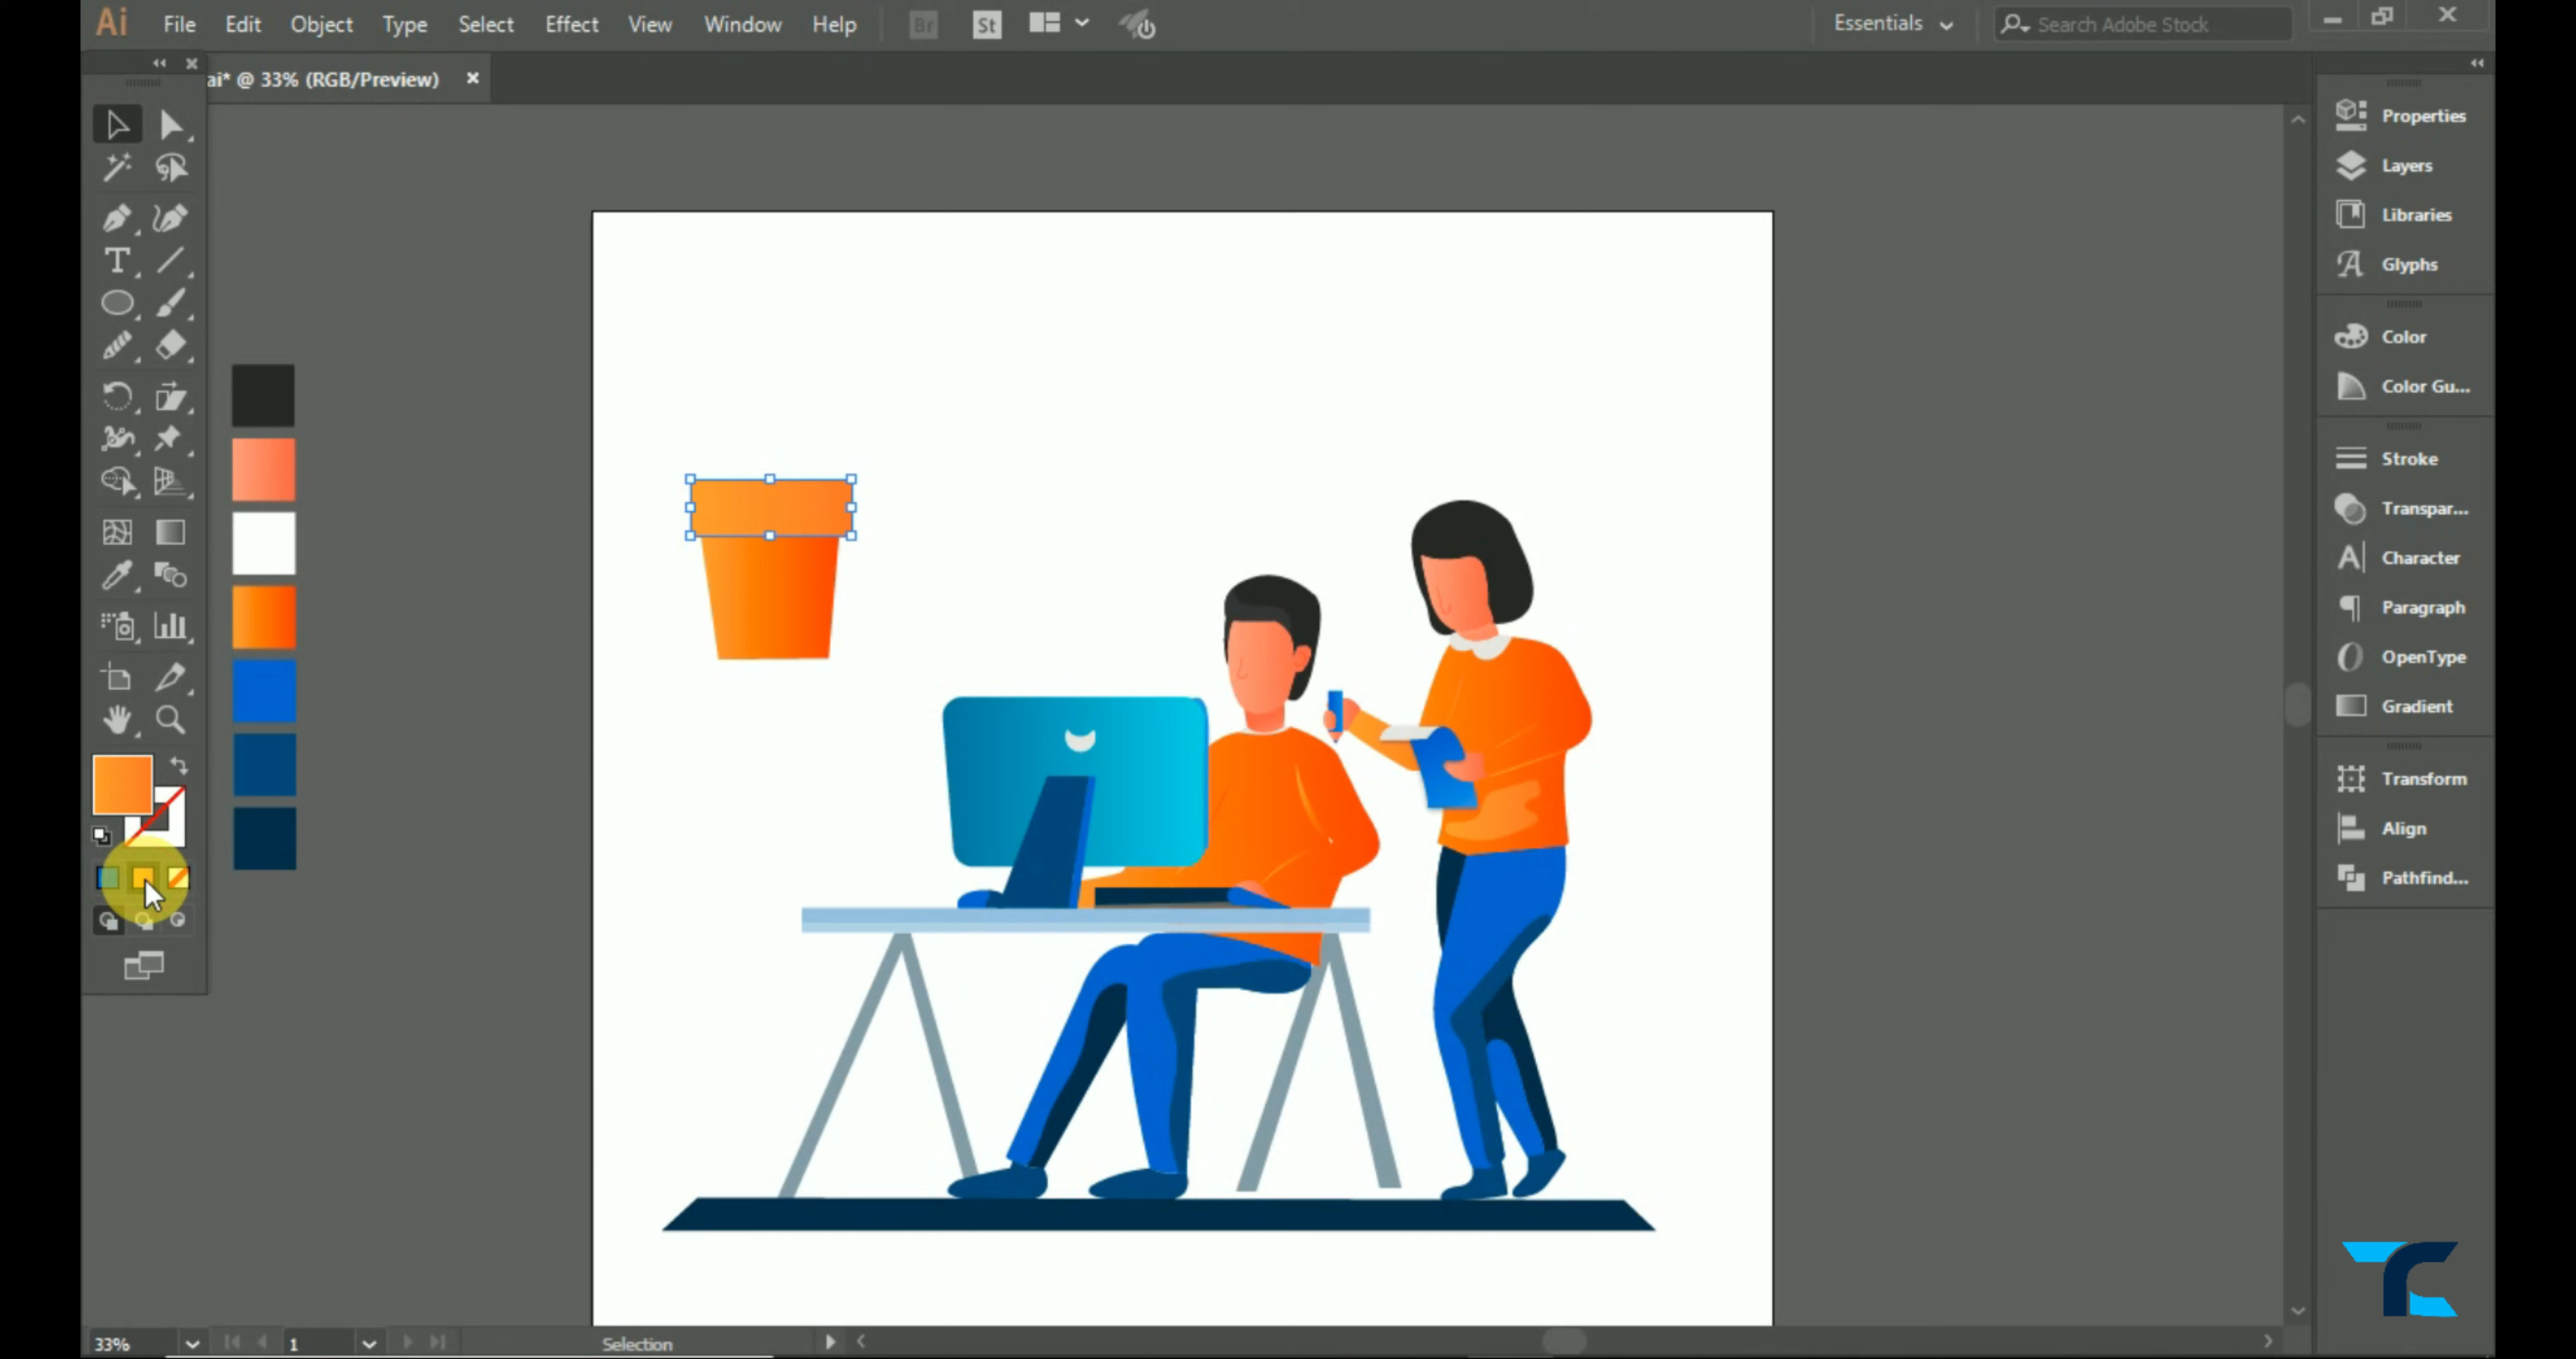 Ai File Edit Object Type Select Effect View Window Help Br St Essentials Search Adobe Stock
ai* @ 33% (RGB/Preview)
Properties
Layers
Libraries
Glyphs
Color
Color Gu...
Stroke
Transpar...
Character
Paragraph
OpenType
Gradient
Transform
Align
Pathfind...
TC
33% 1 Selection